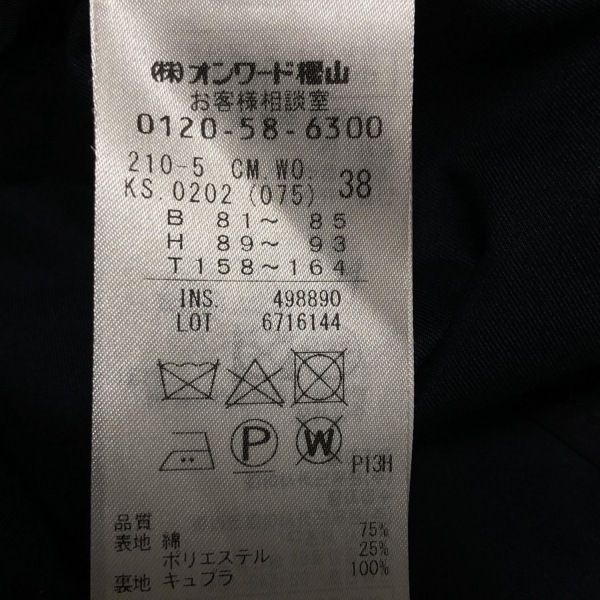 (株)オンワード樫山
お客様相談室
0120-58-6300
210-5 CM.WO.
KS.0202 (075) 38
B 81～ 85
H 89～ 93
T 158～164
INS. 498890
LOT 6716144
P W
P13H
品質
表地 綿 75%
ポリエステル 25%
裏地 キュプラ 100%